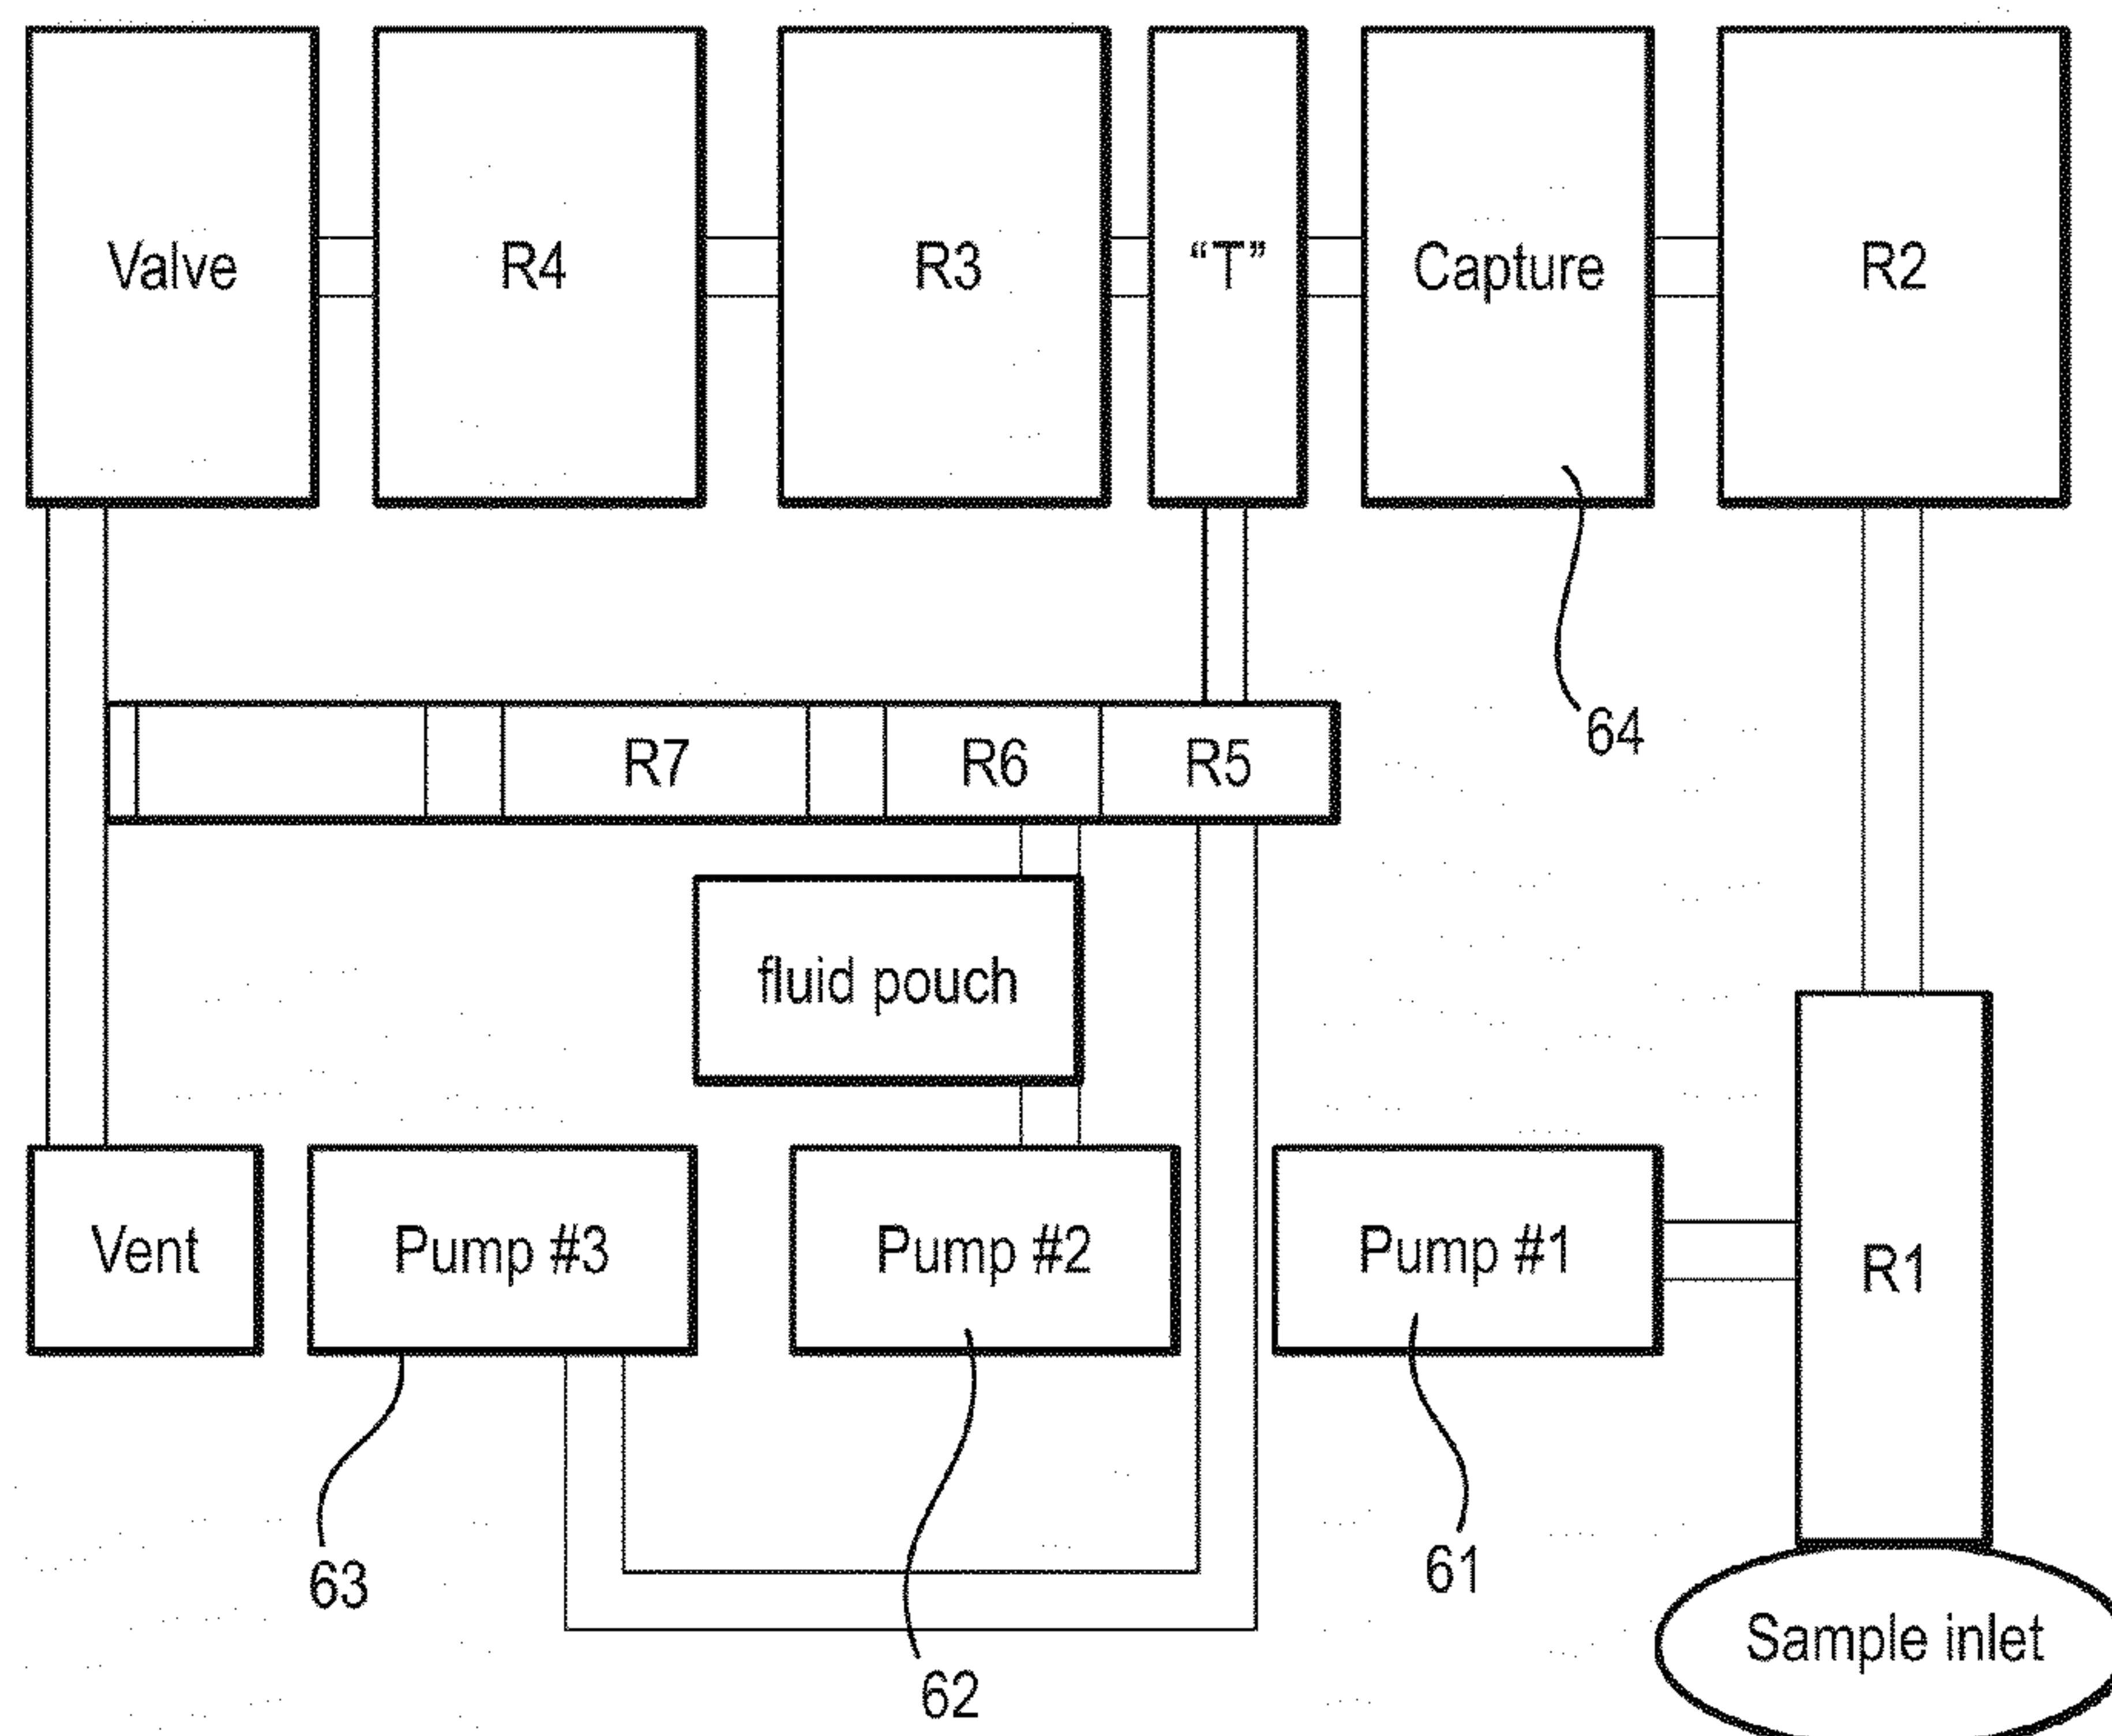 Valve
R4
R3
“T”
Capture
R2
64
R7
R6
R5
fluid pouch
Vent
Pump #3
Pump #2
Pump #1
R1
63
62
61
Sample inlet